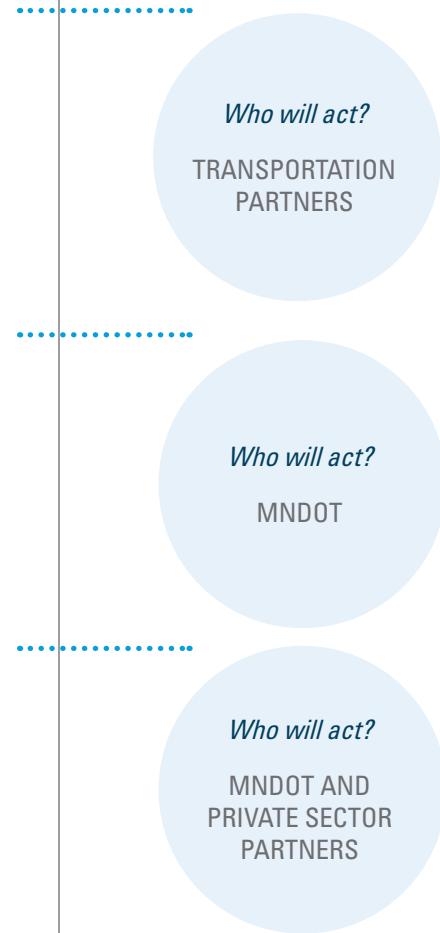 Who will act?
TRANSPORTATION
PARTNERS
Who will act?
MNDOT
Who will act?
MNDOT AND
PRIVATE SECTOR
PARTNERS